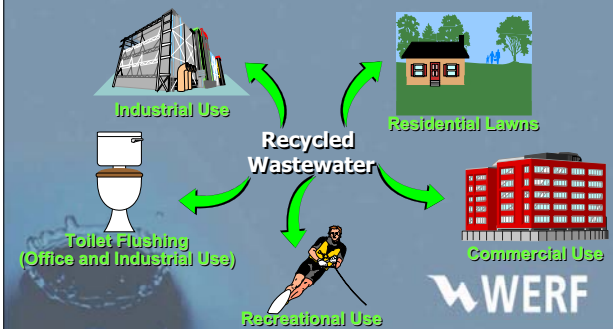 Industrial Use
Residential Lawns
Recycled
Wastewater
Toilet Flushing
(Office and Industrial Use)
Commercial Use
Recreational Use
WERF